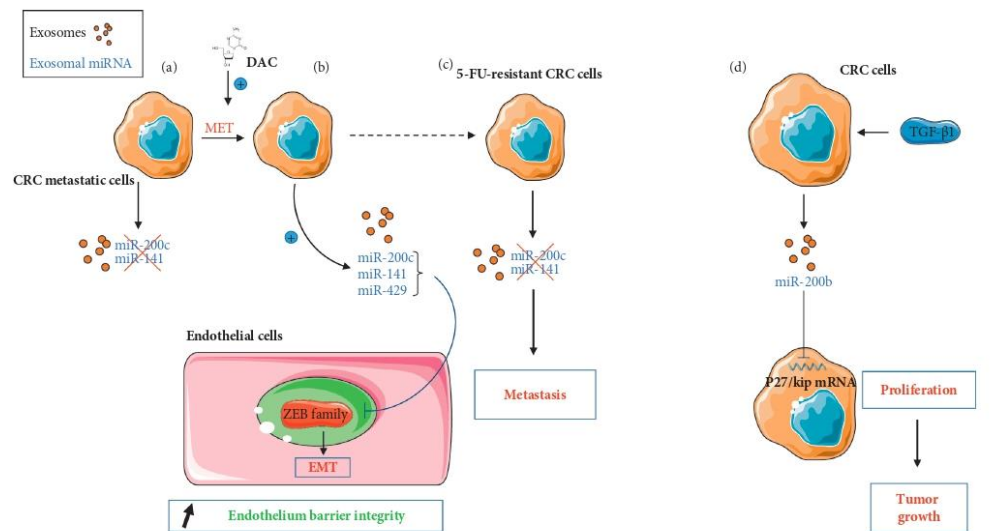 Exosomes
Exosomal miRNA
(a)
DAC
(b)
(c)
5-FU-resistant CRC cells
(d)
CRC cells
MET
TGF-β1
CRC metastatic cells
miR-200c
miR-141
miR-200c
miR-141
miR-429
miR-200c
miR-141
miR-200b
Endothelial cells
ZEB family
EMT
Endothelium barrier integrity
Metastasis
P27/kip mRNA
Proliferation
Tumor
growth